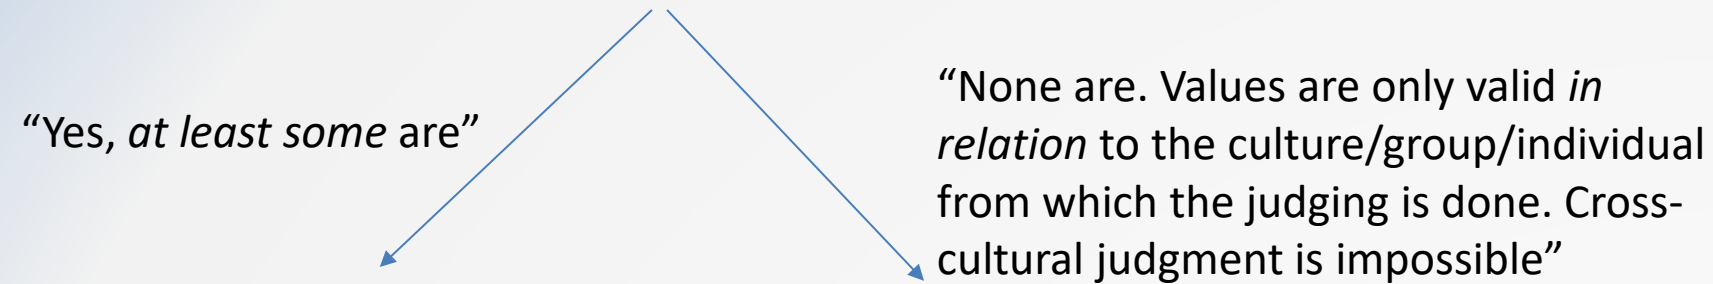 “Yes, at least some are”
“None are. Values are only valid in
relation to the culture/group/individual
from which the judging is done. Cross-
cultural judgment is impossible”